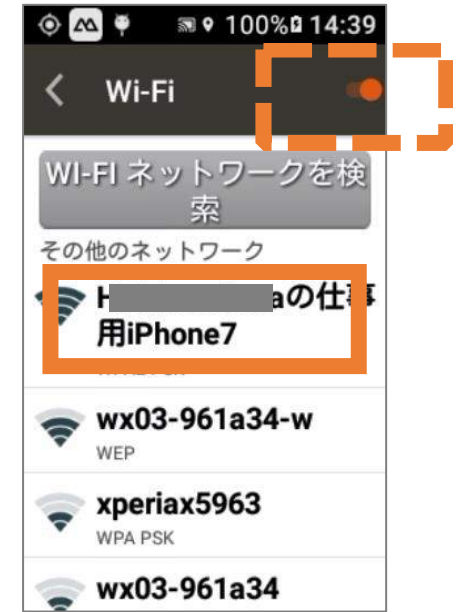 100% 14:39
Wi-Fi
WI-FI ネットワークを検
索
その他のネットワーク
H aの仕事
用iPhone7
wx03-961a34-w
WEP
xperiax5963
WPA PSK
wx03-961a34